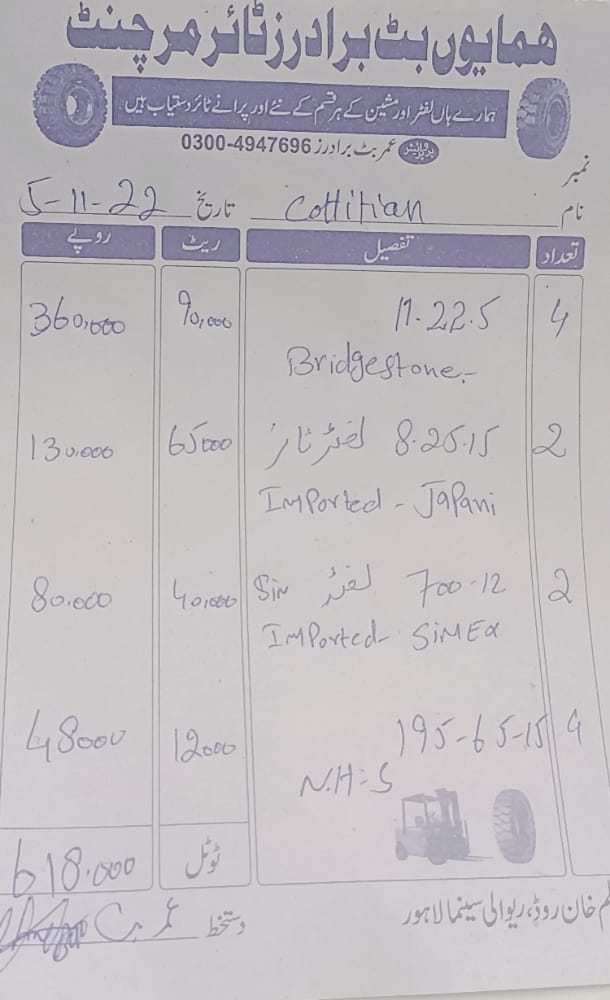 ھمایوں بٹ برادرز ٹائر مرچنٹ
ہمارے ہاں لفٹر اور مشین کے ہر قسم کے نئے اور پرانے ٹائر دستیاب ہیں
پروپرائیٹر عمر بٹ برادرز 0300-4947696
نمبر
نام تاریخ 5-11-22
تعداد تفصیل ریٹ روپے
4 11.22.5 90,000 360,000
Bridgestone.-
2 8.25.15 لفٹر ٹائر 65000 130.000
IMPorted - JaPani
2 700-12 لفٹر Sin 40,000 80.000
IMPorted- SiMEX
4 195-65-15 12000 48000
N.H=S
ٹوٹل 618.000
دستخط عمر بٹ
خان روڈ، ریوالی سینما لاہور